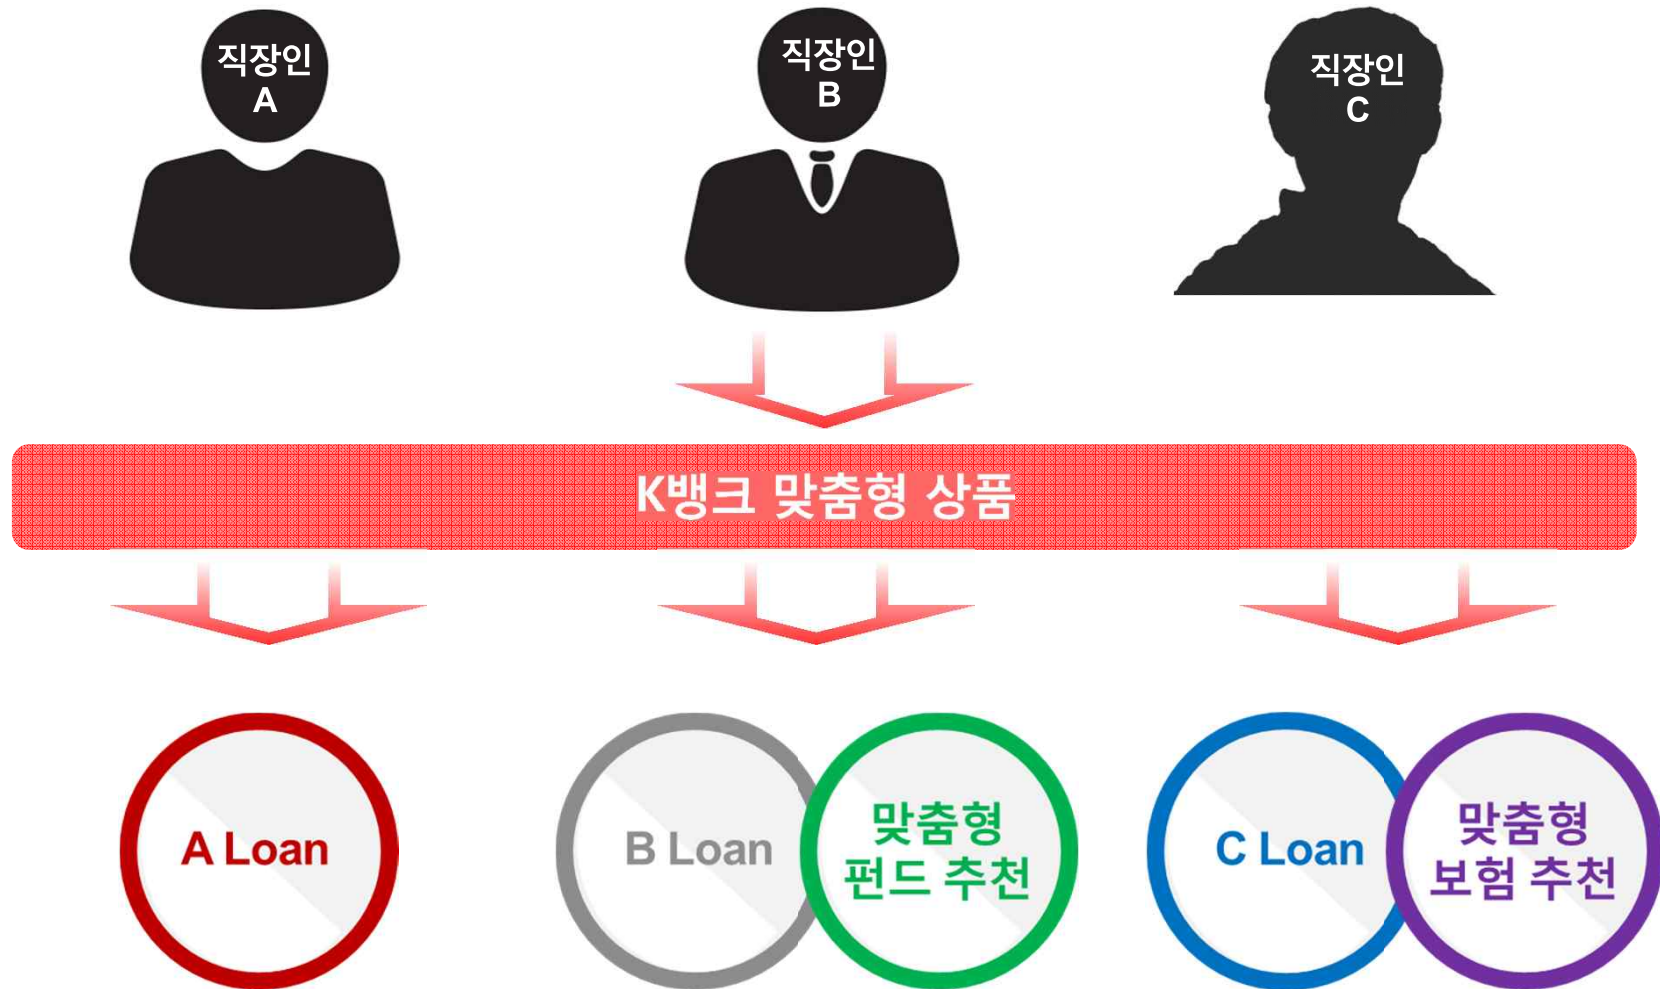 직장인
A
직장인
B
직장인
C
K뱅크 맞춤형 상품
A Loan
B Loan
맞춤형
펀드 추천
C Loan
맞춤형
보험 추천